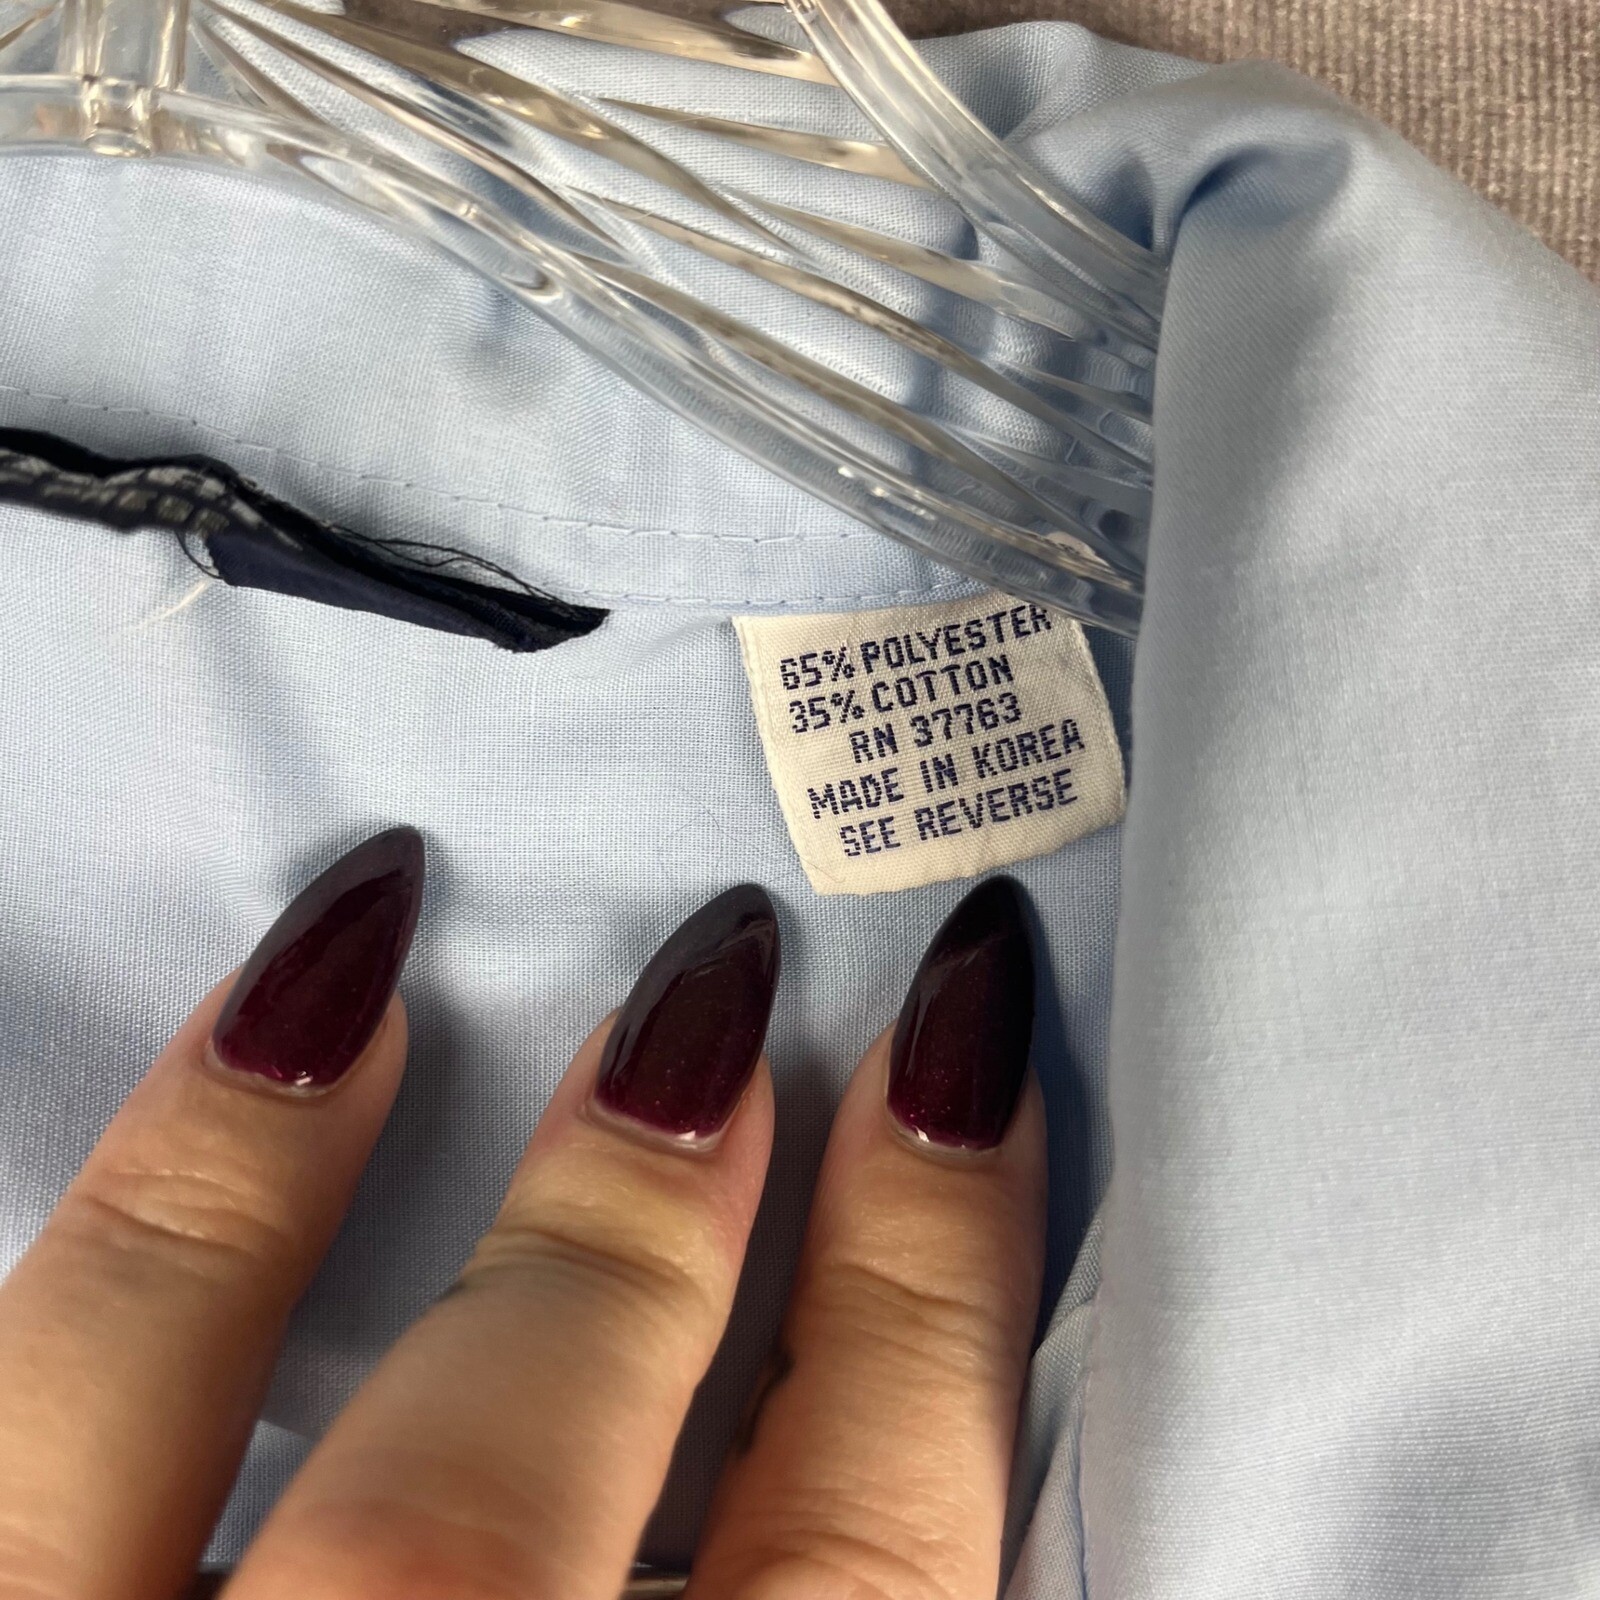 65% POLYESTER
35% COTTON
RN 37763
MADE IN KOREA
SEE REVERSE